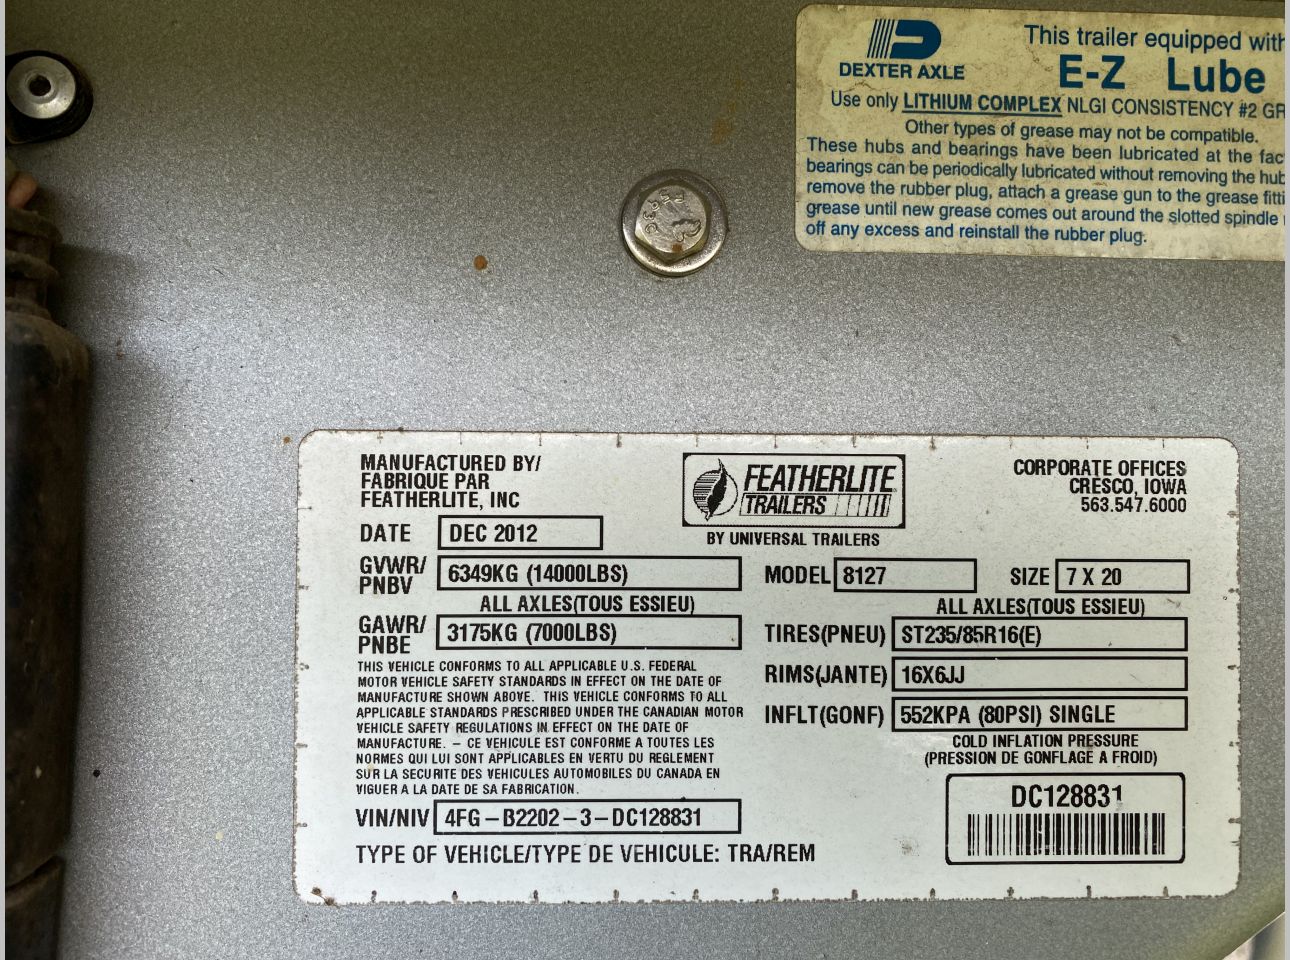 DEXTER AXLE
This trailer equipped with
E-Z Lube
Use only LITHIUM COMPLEX NLGI CONSISTENCY #2 GR
Other types of grease may not be compatible.
These hubs and bearings have been lubricated at the fac
bearings can be periodically lubricated without removing the hub
remove the rubber plug, attach a grease gun to the grease fitti
grease until new grease comes out around the slotted spindle
off any excess and reinstall the rubber plug.
MANUFACTURED BY/
FABRIQUE PAR
FEATHERLITE, INC
FEATHERLITE
TRAILERS
BY UNIVERSAL TRAILERS
CORPORATE OFFICES
CRESCO, IOWA
563.547.6000
DATE DEC 2012
GVWR/
PNBV 6349KG (14000LBS)
MODEL 8127 SIZE 7 X 20
ALL AXLES(TOUS ESSIEU)
GAWR/
PNBE 3175KG (7000LBS)
ALL AXLES(TOUS ESSIEU)
TIRES(PNEU) ST235/85R16(E)
RIMS(JANTE) 16X6JJ
INFLT(GONF) 552KPA (80PSI) SINGLE
COLD INFLATION PRESSURE
(PRESSION DE GONFLAGE A FROID)
THIS VEHICLE CONFORMS TO ALL APPLICABLE U.S. FEDERAL
MOTOR VEHICLE SAFETY STANDARDS IN EFFECT ON THE DATE OF
MANUFACTURE SHOWN ABOVE. THIS VEHICLE CONFORMS TO ALL
APPLICABLE STANDARDS PRESCRIBED UNDER THE CANADIAN MOTOR
VEHICLE SAFETY REGULATIONS IN EFFECT ON THE DATE OF
MANUFACTURE. – CE VEHICULE EST CONFORME A TOUTES LES
NORMES QUI LUI SONT APPLICABLES EN VERTU DU REGLEMENT
SUR LA SECURITE DES VEHICULES AUTOMOBILES DU CANADA EN
VIGUER A LA DATE DE SA FABRICATION.
VIN/NIV 4FG–B2202–3–DC128831
TYPE OF VEHICLE/TYPE DE VEHICULE: TRA/REM
DC128831